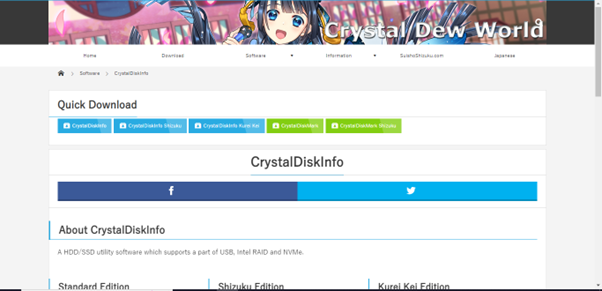 Crystal Dew World
Home Download Software Information SuishoShizuku.com Japanese
Software CrystalDiskInfo
Quick Download
CrystalDiskInfo CrystalDiskInfo Shizuku CrystalDiskInfo Kurei Kei CrystalDiskMark CrystalDiskMark Shizuku
CrystalDiskInfo
About CrystalDiskInfo
A HDD/SSD utility software which supports a part of USB, Intel RAID and NVMe.
Standard Edition Shizuku Edition Kurei Kei Edition